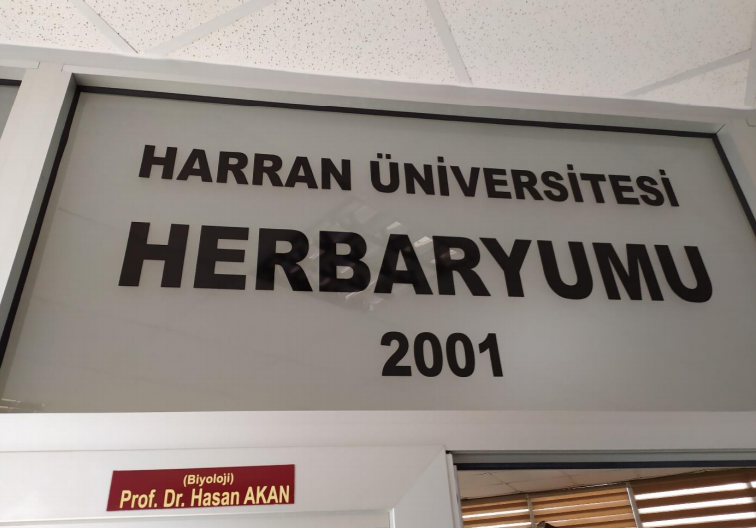 HARRAN ÜNİVERSİTESİ
HERBARYUMU
2001
(Biyoloji)
Prof. Dr. Hasan AKAN